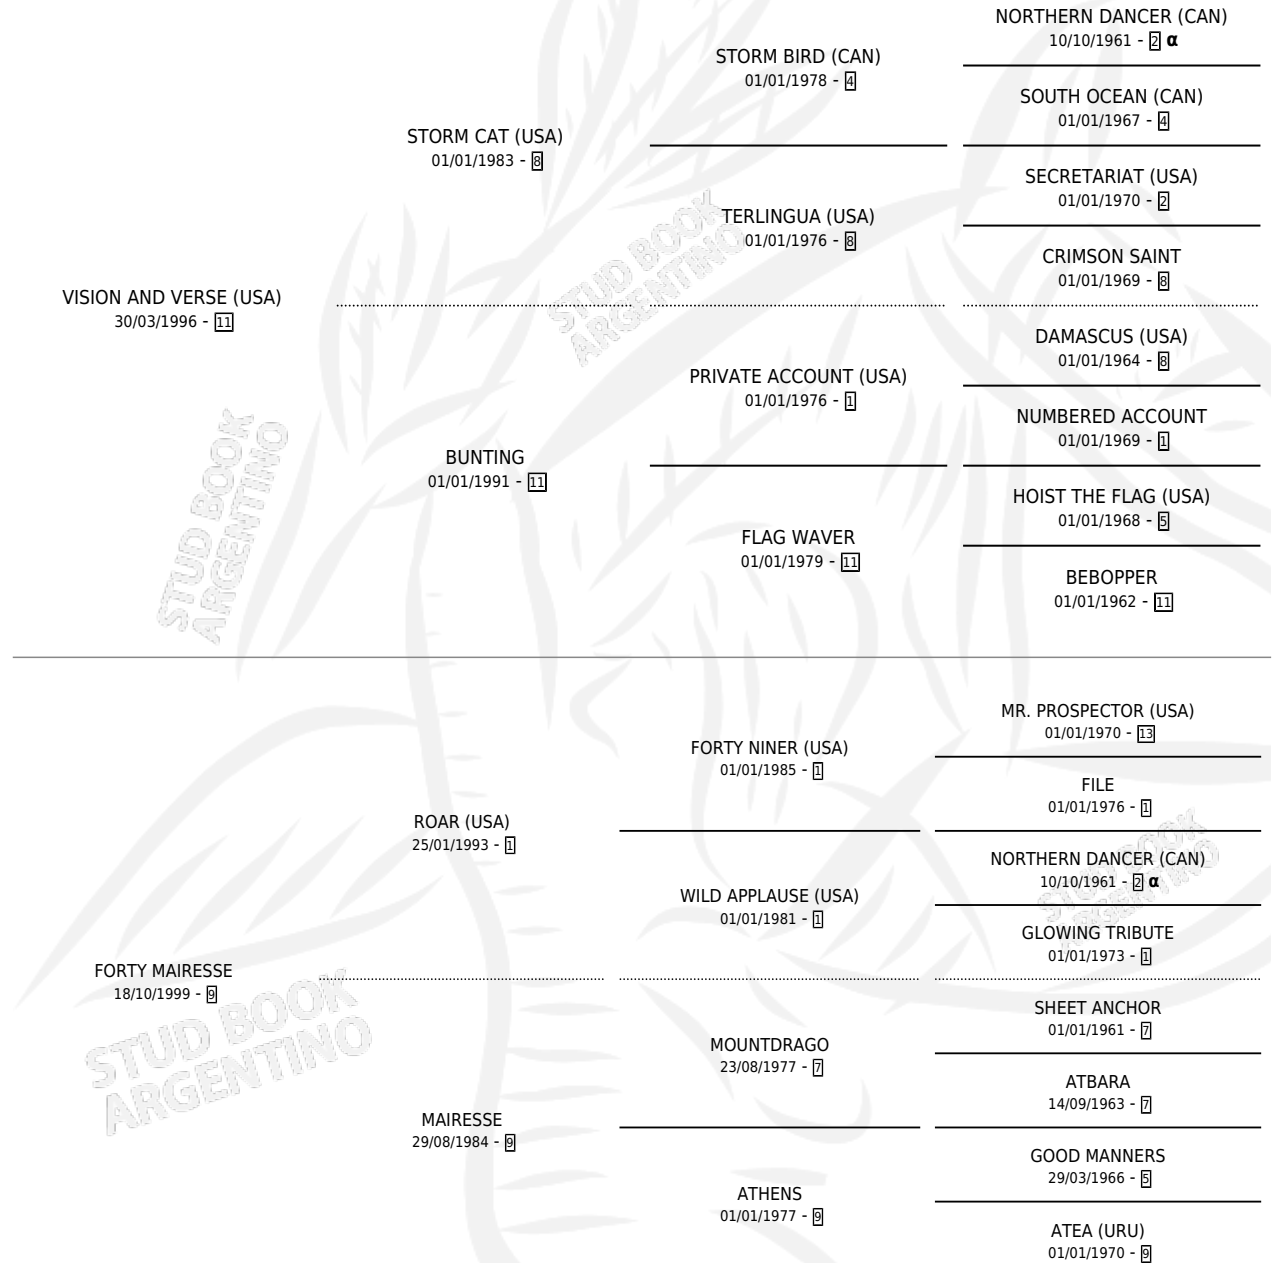 NORTHERN DANCER (CAN)
10/10/1961 - 2 α
STORM BIRD (CAN)
01/01/1978 - 4
SOUTH OCEAN (CAN)
01/01/1967 - 4
STORM CAT (USA)
01/01/1983 - 8
SECRETARIAT (USA)
01/01/1970 - 2
TERLINGUA (USA)
01/01/1976 - 8
CRIMSON SAINT
01/01/1969 - 8
VISION AND VERSE (USA)
30/03/1996 - 11
DAMASCUS (USA)
01/01/1964 - 8
PRIVATE ACCOUNT (USA)
01/01/1976 - 1
NUMBERED ACCOUNT
01/01/1969 - 1
BUNTING
01/01/1991 - 11
HOIST THE FLAG (USA)
01/01/1968 - 5
FLAG WAVER
01/01/1979 - 11
BEBOPPER
01/01/1962 - 11
MR. PROSPECTOR (USA)
01/01/1970 - 13
FORTY NINER (USA)
01/01/1985 - 1
FILE
01/01/1976 - 1
ROAR (USA)
25/01/1993 - 1
NORTHERN DANCER (CAN)
10/10/1961 - 2 α
WILD APPLAUSE (USA)
01/01/1981 - 1
GLOWING TRIBUTE
01/01/1973 - 1
FORTY MAIRESSE
18/10/1999 - 9
SHEET ANCHOR
01/01/1961 - 7
MOUNTDRAGO
23/08/1977 - 7
ATBARA
14/09/1963 - 7
MAIRESSE
29/08/1984 - 9
GOOD MANNERS
29/03/1966 - 5
ATHENS
01/01/1977 - 9
ATEA (URU)
01/01/1970 - 9
STUD BOOK
ARGENTINO
STUD BOOK
ARGENTINO
STUD BOOK
ARGENTINO
STUD BOOK
ARGENTINO